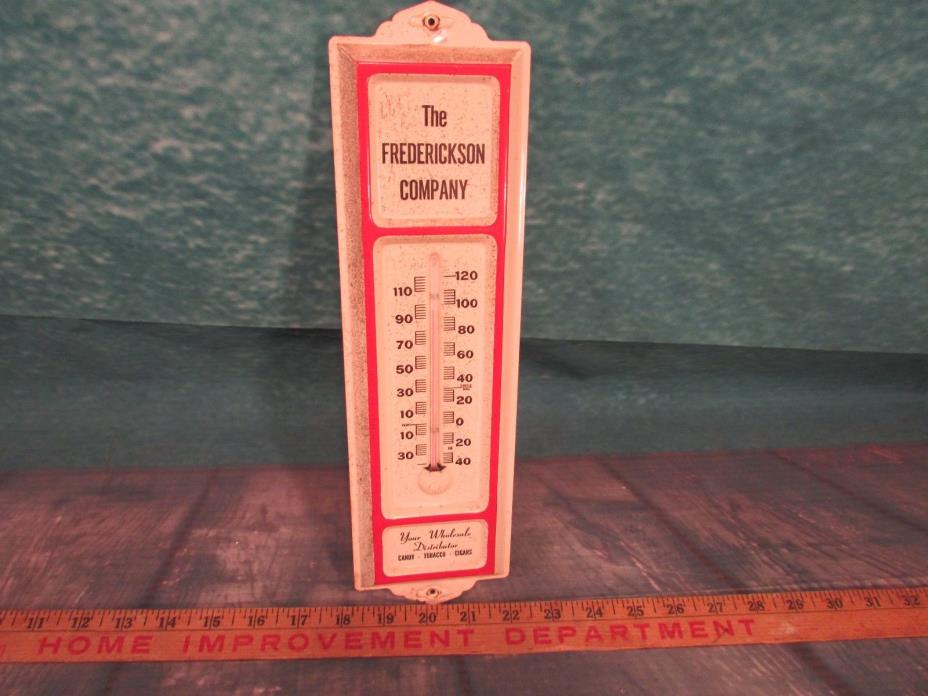 The
FREDERICKSON
COMPANY
120
110
100
90
80
70
60
50
40
30
20
10
0
10
20
30
40
Your Wholesale
Distributor
CANDY - TOBACCO - CIGARS
11 12 13 14 15 16 17 18 19 20 21 22 23 24 25 26 27 28 29 30 31 32
HOME IMPROVEMENT DEPARTMENT